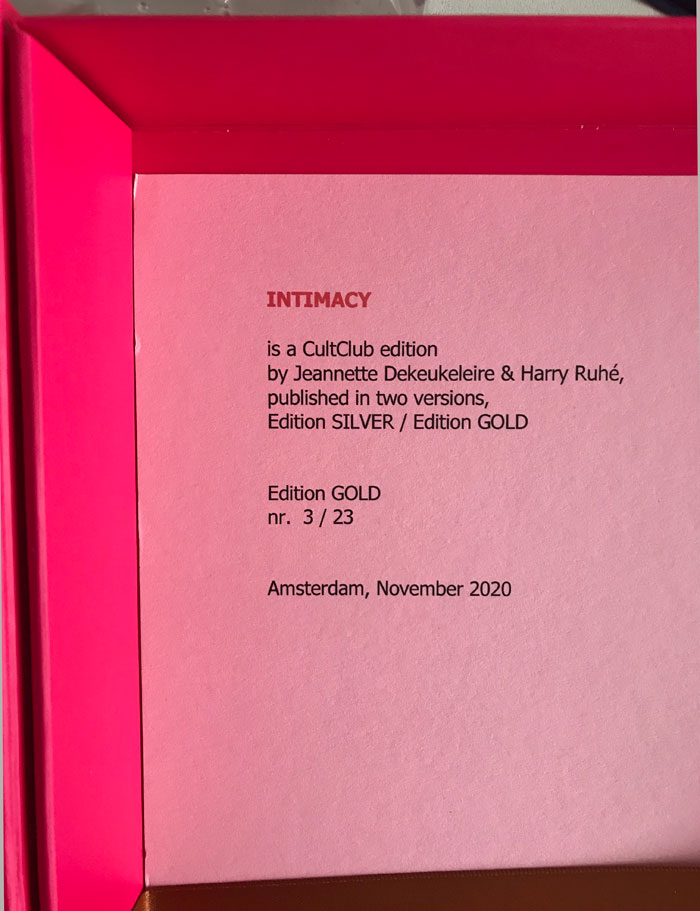 INTIMACY
is a CultClub edition
by Jeannette Dekeukeleire & Harry Ruhé,
published in two versions,
Edition SILVER / Edition GOLD
Edition GOLD
nr. 3 / 23
Amsterdam, November 2020